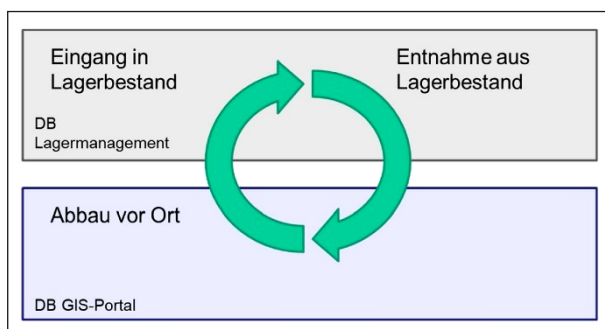 Eingang in
Lagerbestand
Entnahme aus
Lagerbestand
DB
Lagermanagement
Abbau vor Ort
DB GIS-Portal